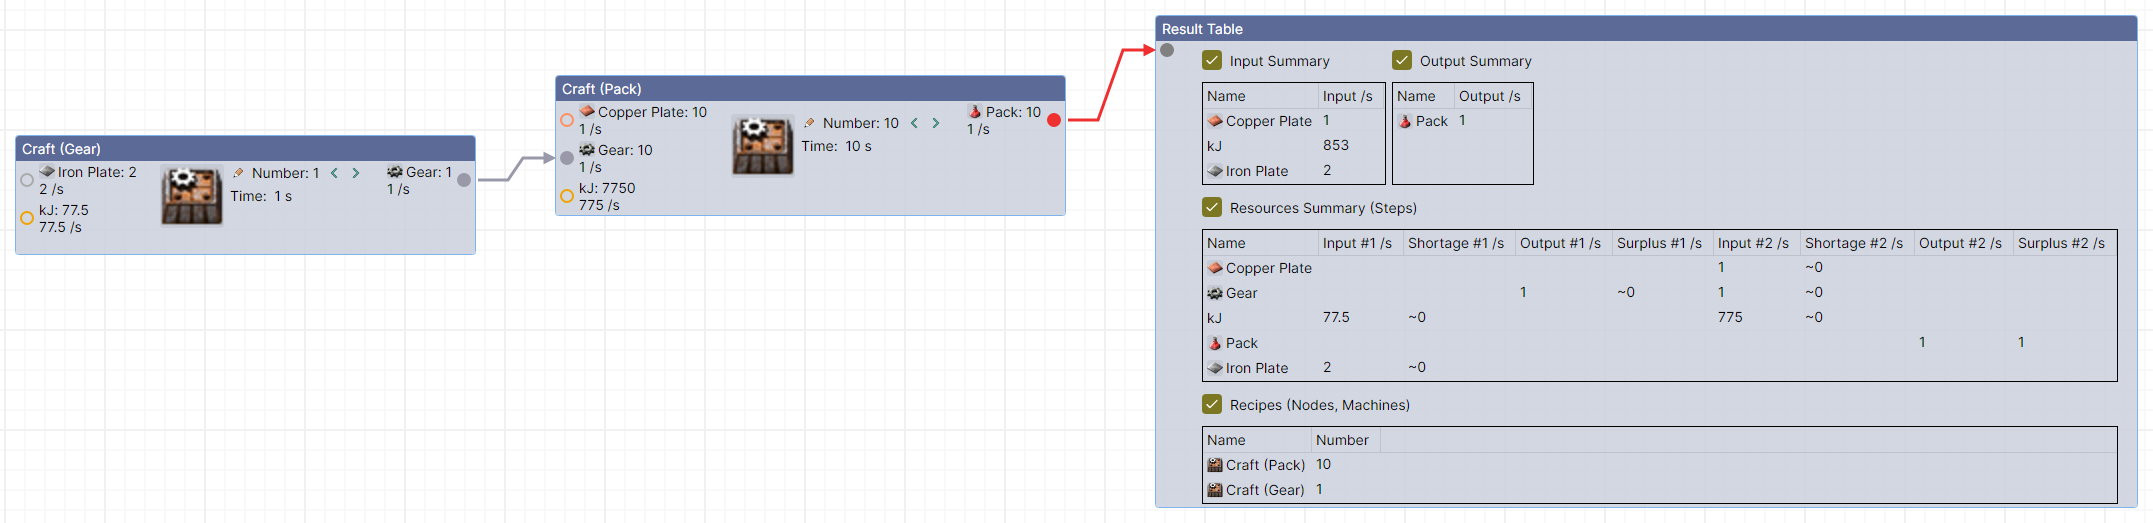 Craft (Gear)
Iron Plate: 2
2 /s
kJ: 77.5
77.5 /s
Number: 1 < >
Time: 1 s
Gear: 1
1 /s
Craft (Pack)
Copper Plate: 10
1 /s
Gear: 10
1 /s
kJ: 7750
775 /s
Number: 10 < >
Time: 10 s
Pack: 10
1 /s
Result Table
Input Summary
Name Input /s
Copper Plate 1
kJ 853
Iron Plate 2
Output Summary
Name Output /s
Pack 1
Resources Summary (Steps)
Name Input #1 /s Shortage #1 /s Output #1 /s Surplus #1 /s Input #2 /s Shortage #2 /s Output #2 /s Surplus #2 /s
Copper Plate 1 ~0
Gear 1 ~0 1 ~0
kJ 77.5 ~0 775 ~0
Pack 1 1
Iron Plate 2 ~0
Recipes (Nodes, Machines)
Name Number
Craft (Pack) 10
Craft (Gear) 1